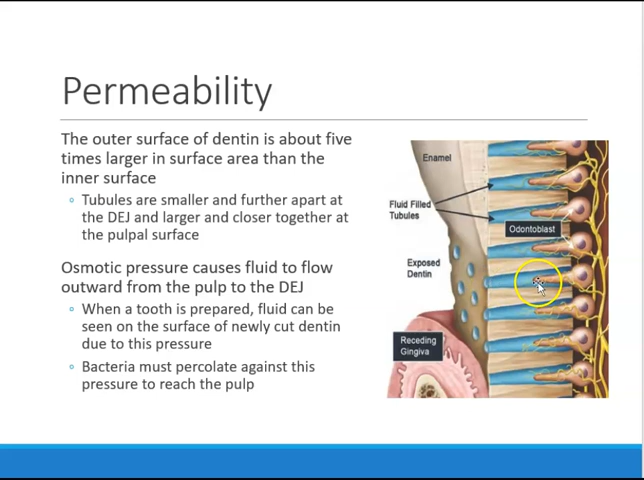 Permeability
The outer surface of dentin is about five
times larger in surface area than the
inner surface
Tubules are smaller and further apart at
the DEJ and larger and closer together at
the pulpal surface
Osmotic pressure causes fluid to flow
outward from the pulp to the DEJ
When a tooth is prepared, fluid can be
seen on the surface of newly cut dentin
due to this pressure
Bacteria must percolate against this
pressure to reach the pulp
Enamel
Fluid Filled
Tubules
Odontoblast
Exposed
Dentin
Receding
Gingiva